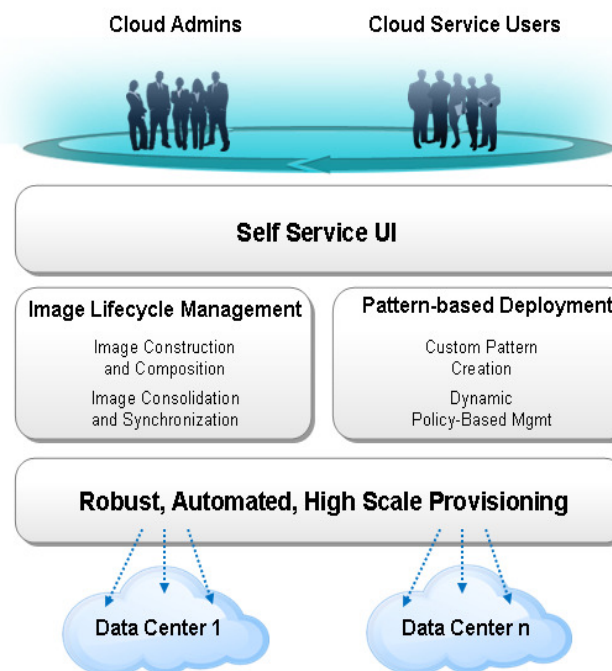 Cloud Admins
Cloud Service Users
Self Service UI
Image Lifecycle Management
Image Construction
and Composition
Image Consolidation
and Synchronization
Pattern-based Deployment
Custom Pattern
Creation
Dynamic
Policy-Based Mgmt
Robust, Automated, High Scale Provisioning
Data Center 1
Data Center n